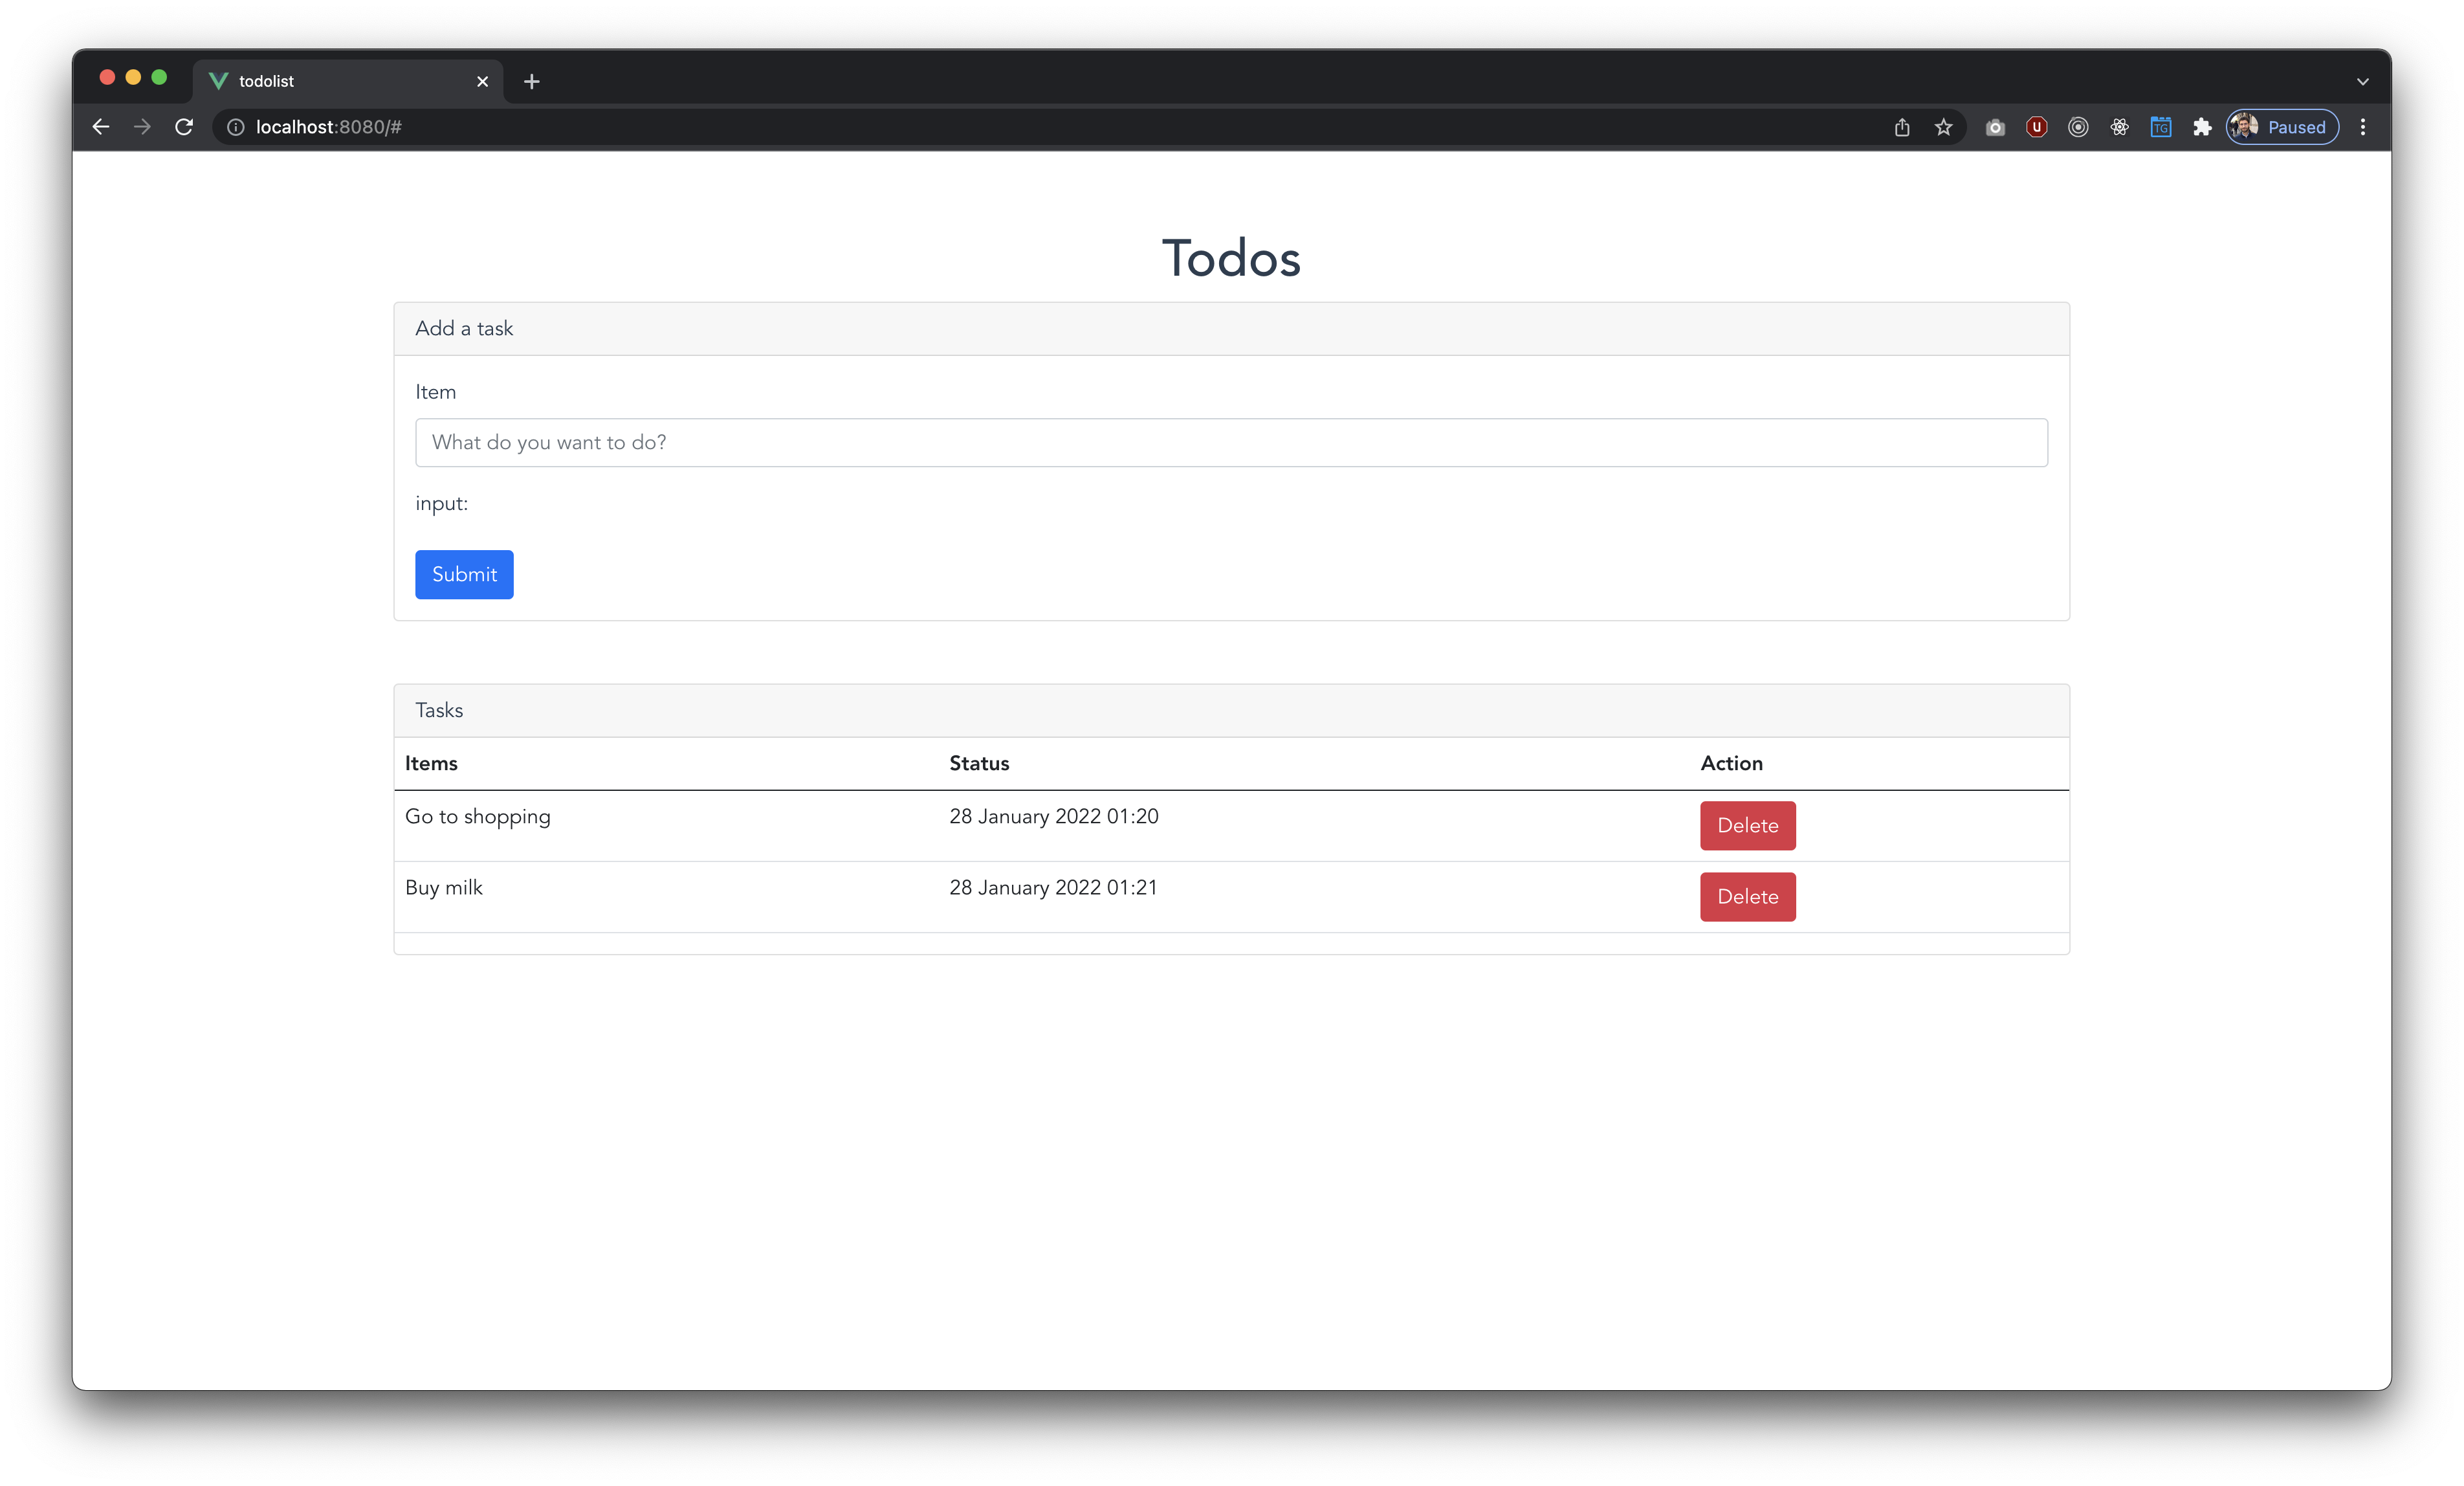 todolist
localhost:8080/#
U
TG
Paused
Todos
Add a task
Item
What do you want to do?
input:
Submit
Tasks
Items Status Action
Go to shopping 28 January 2022 01:20 Delete
Buy milk 28 January 2022 01:21 Delete